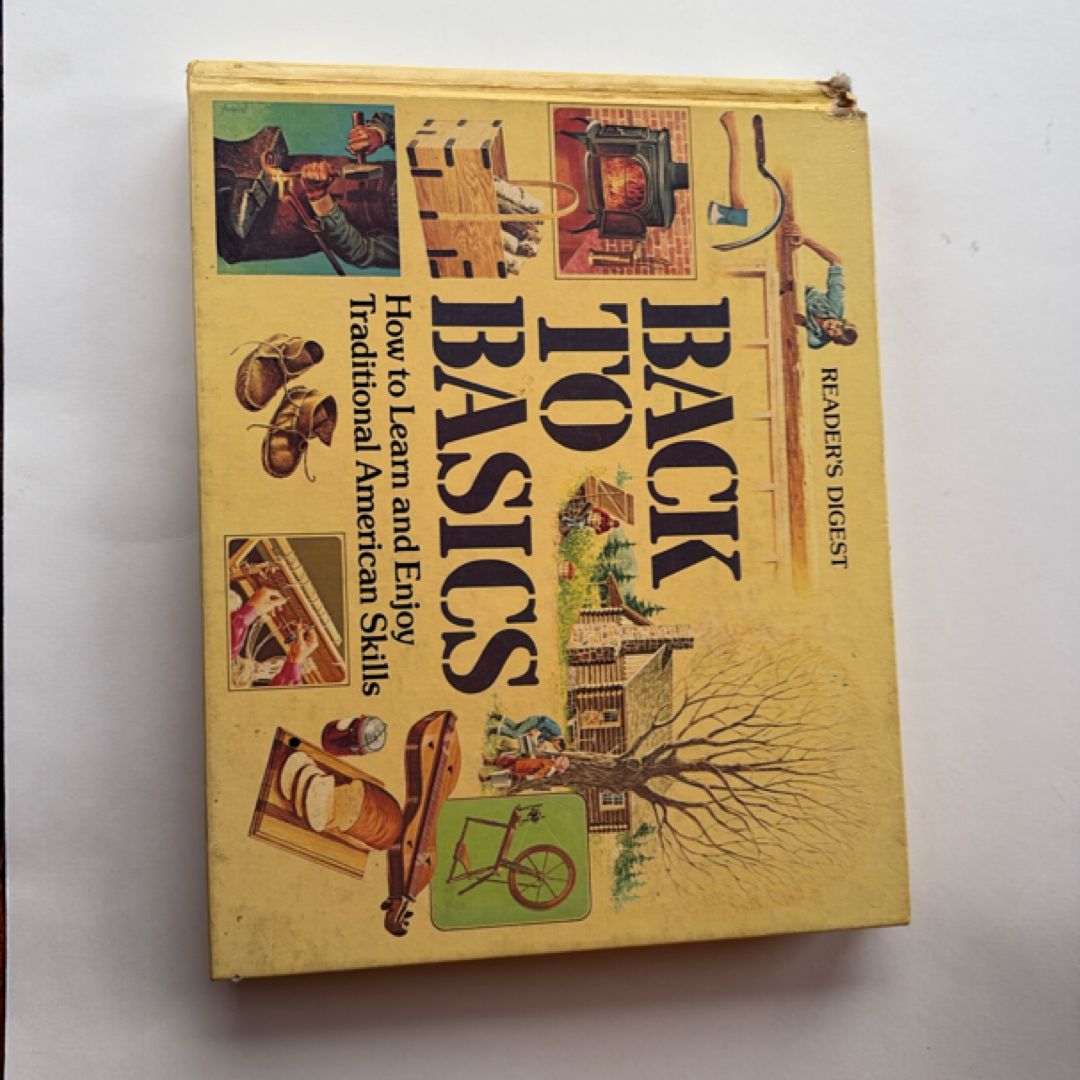 READER'S DIGEST
BACK
TO
BASICS
How to Learn and Enjoy
Traditional American Skills